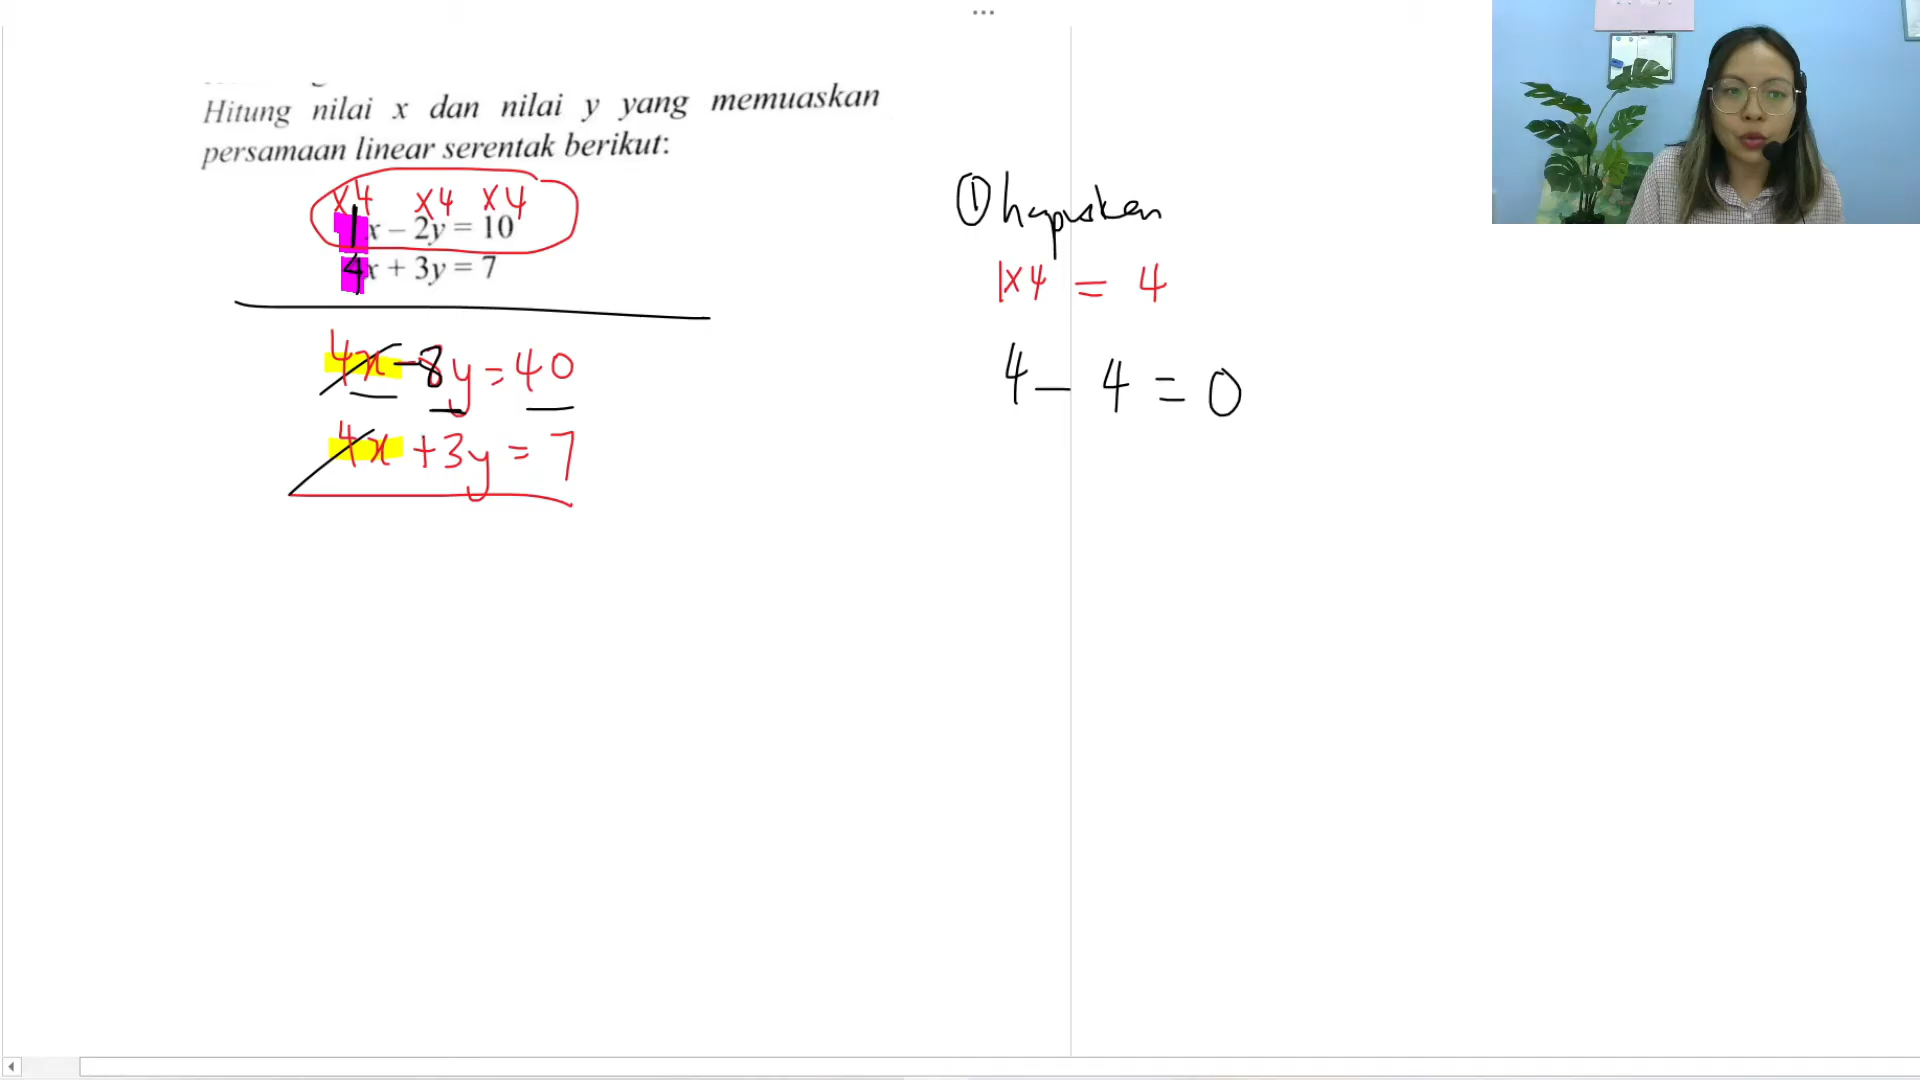 Hitung nilai x dan nilai y yang memuaskan
persamaan linear serentak berikut:
x4 x4 x4
1x – 2y = 10
4x + 3y = 7
4x - 8y = 40
4x + 3y = 7
① hapuskan
1x4 = 4
4 - 4 = 0